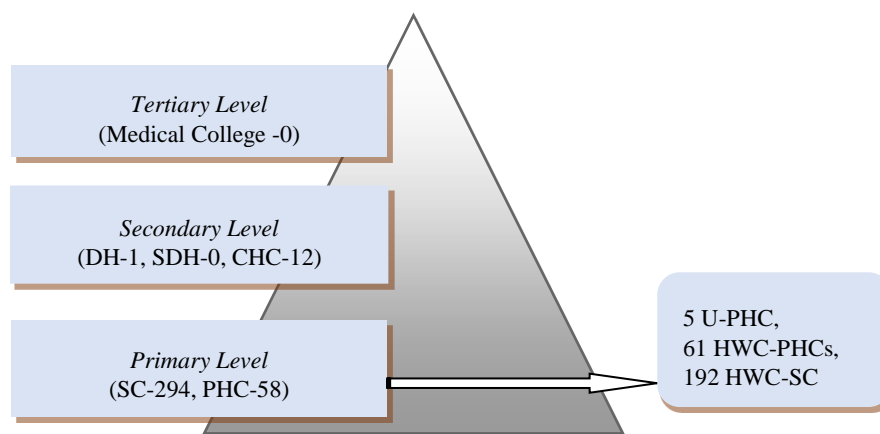 Tertiary Level
(Medical College -0)
Secondary Level
(DH-1, SDH-0, CHC-12)
Primary Level
(SC-294, PHC-58)
5 U-PHC,
61 HWC-PHCs,
192 HWC-SC